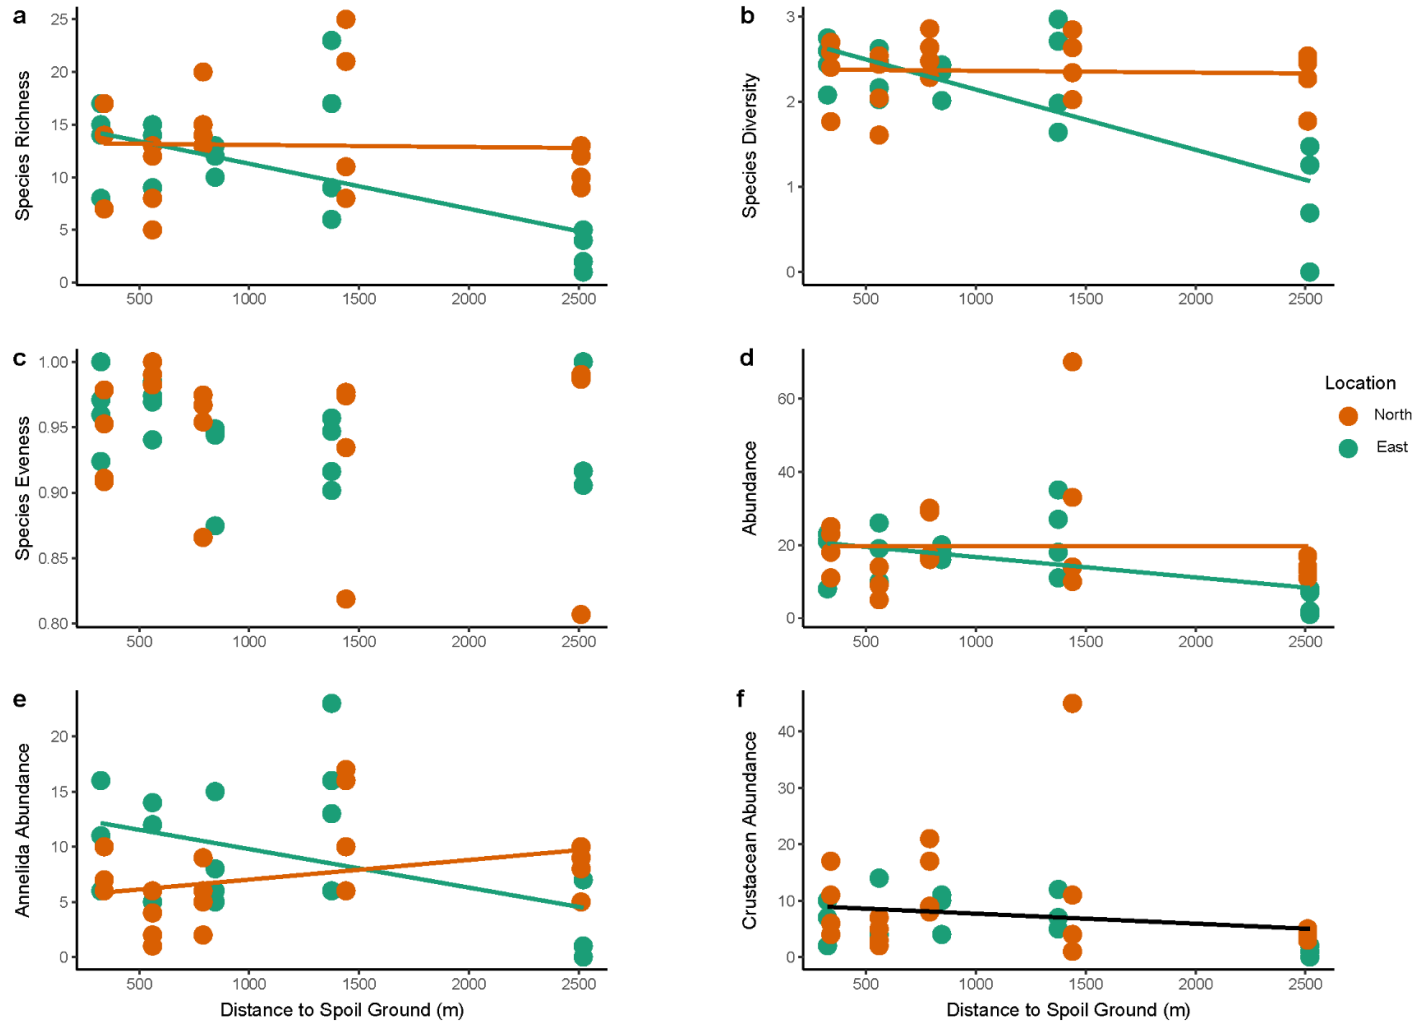 a
Species Richness
25
20
15
10
5
0
500 1000 1500 2000 2500
b
Species Diversity
3
2
1
0
500 1000 1500 2000 2500
c
Species Eveness
1.00
0.95
0.90
0.85
0.80
500 1000 1500 2000 2500
d
Abundance
60
40
20
0
500 1000 1500 2000 2500
Location
North
East
e
Annelida Abundance
20
15
10
5
0
500 1000 1500 2000 2500
Distance to Spoil Ground (m)
f
Crustacean Abundance
40
30
20
10
0
500 1000 1500 2000 2500
Distance to Spoil Ground (m)